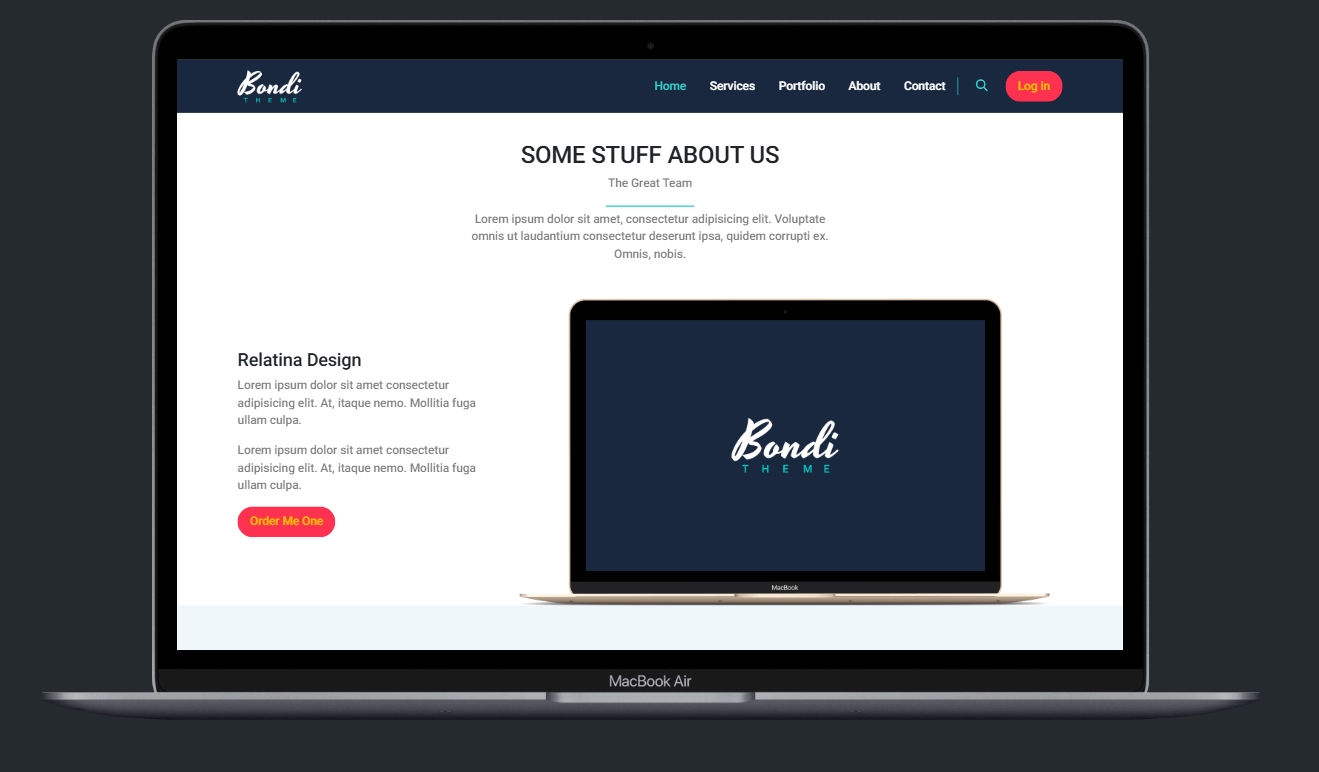 Bondi
THEME
Home Services Portfolio About Contact Log in
SOME STUFF ABOUT US
The Great Team
Lorem ipsum dolor sit amet, consectetur adipisicing elit. Voluptate
omnis ut laudantium consectetur deserunt ipsa, quidem corrupti ex.
Omnis, nobis.
Relatina Design
Lorem ipsum dolor sit amet consectetur
adipisicing elit. At, itaque nemo. Mollitia fuga
ullam culpa.
Lorem ipsum dolor sit amet consectetur
adipisicing elit. At, itaque nemo. Mollitia fuga
ullam culpa.
Order Me One
Bondi
THEME
MacBook
MacBook Air